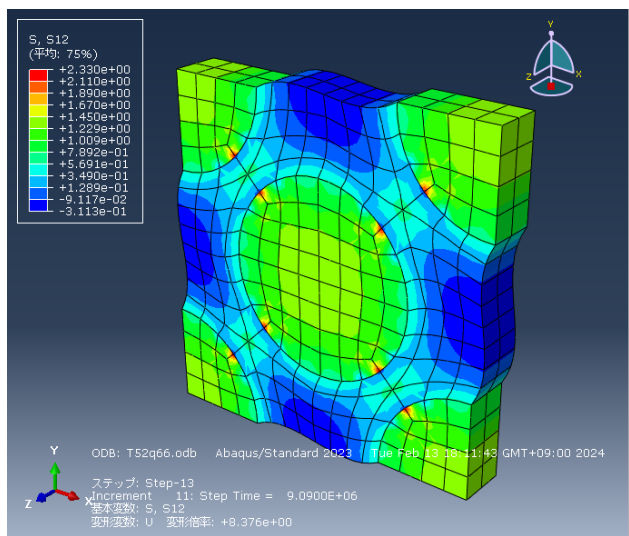 S, S12
(平均: 75%)
+2.330e+00
+2.110e+00
+1.890e+00
+1.670e+00
+1.450e+00
+1.229e+00
+1.009e+00
+7.892e-01
+5.691e-01
+3.490e-01
+1.289e-01
-9.117e-02
-3.113e-01
Y
Z
X
ODB: T52q66.odb Abaqus/Standard 2023 Tue Feb 13 18:11:43 GMT+09:00 2024
Y
Z
X
ステップ: Step-13
Increment 11: Step Time = 9.0900E+06
基本変数: S, S12
変形変数: U 変形倍率: +8.376e+00